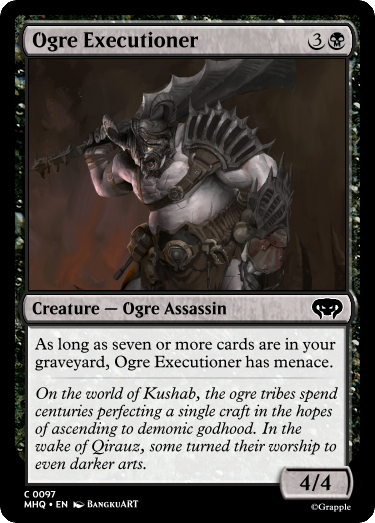 Ogre Executioner 3
Creature — Ogre Assassin
As long as seven or more cards are in your
graveyard, Ogre Executioner has menace.
On the world of Kushab, the ogre tribes spend
centuries perfecting a single craft in the hopes
of ascending to demonic godhood. In the
wake of Qirauz, some turned their worship to
even darker arts.
4/4
C 0097
MHQ • EN BangkuART
©Grapple